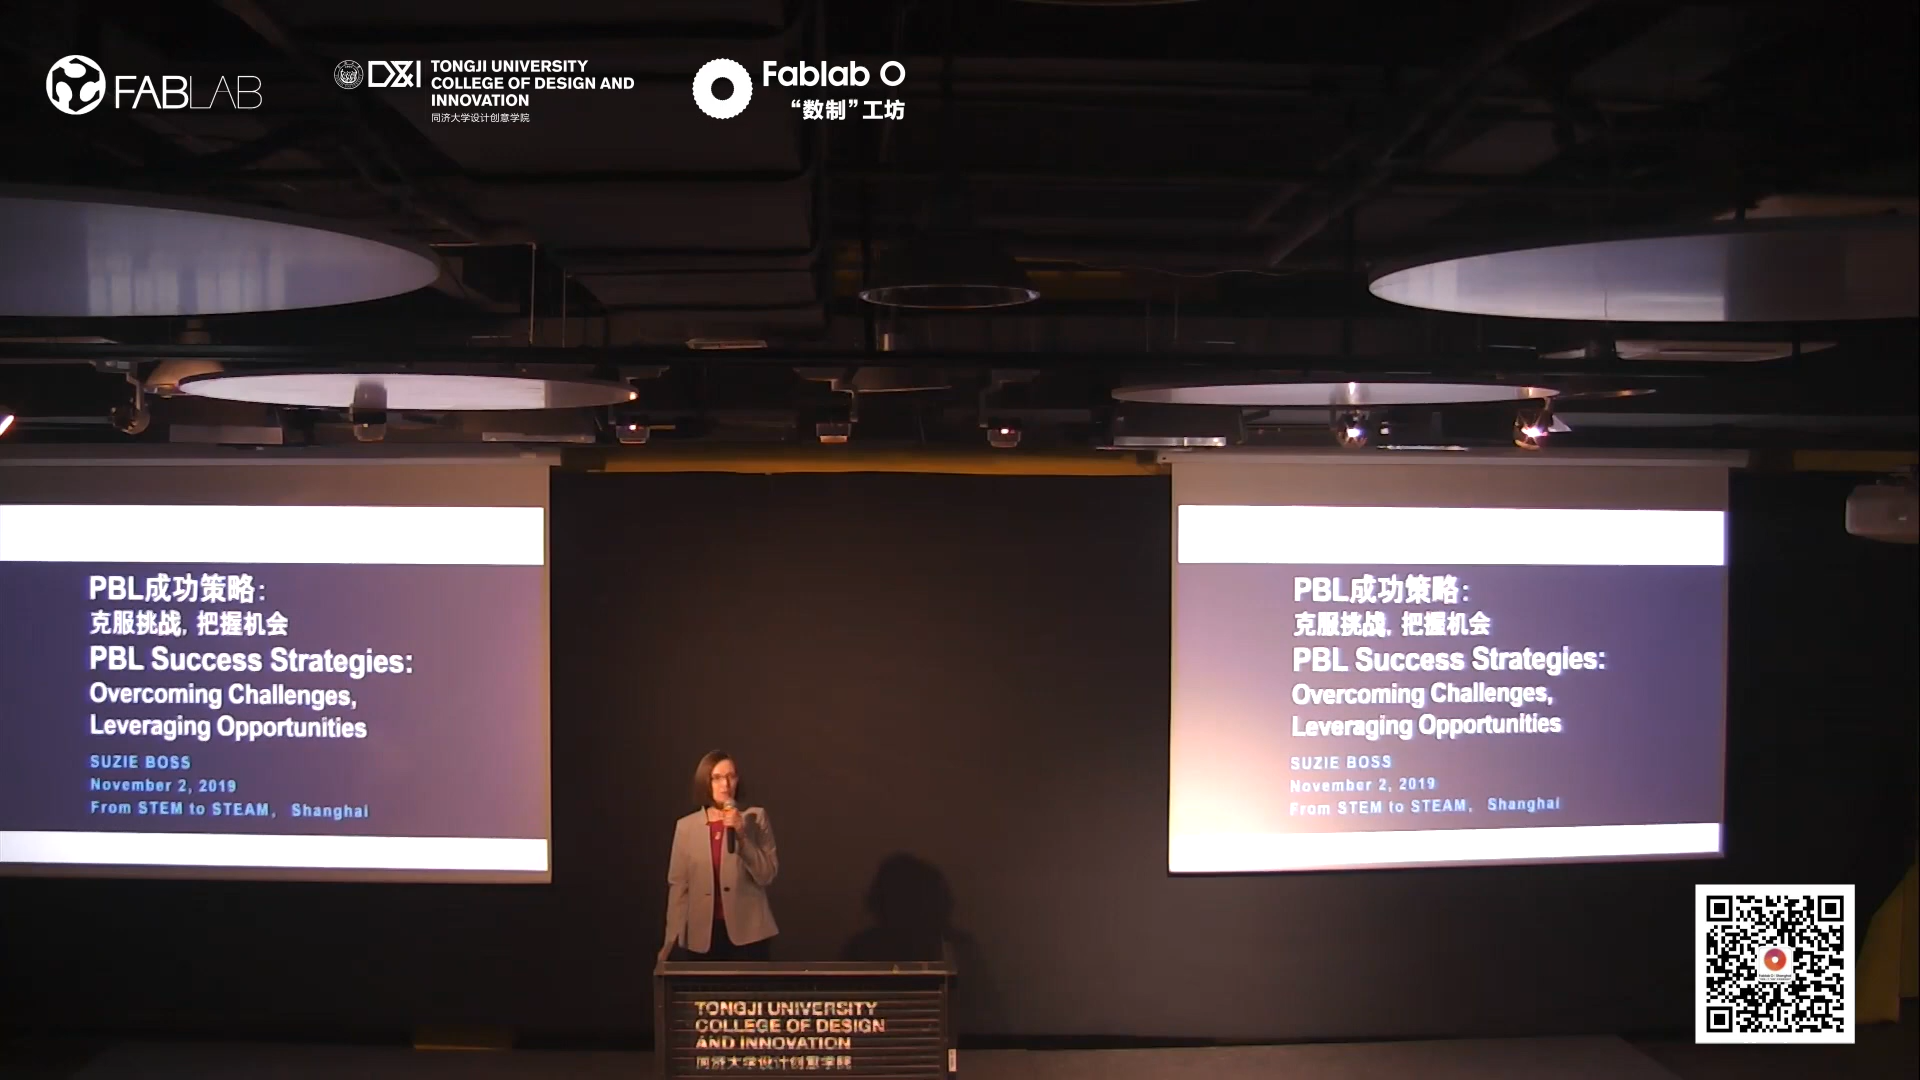 FABLAB
D&I
TONGJI UNIVERSITY
COLLEGE OF DESIGN AND
INNOVATION
同济大学设计创意学院
Fablab O
“数制”工坊
PBL成功策略：
克服挑战，把握机会
PBL Success Strategies:
Overcoming Challenges,
Leveraging Opportunities
SUZIE BOSS
November 2, 2019
From STEM to STEAM， Shanghai
PBL成功策略：
克服挑战，把握机会
PBL Success Strategies:
Overcoming Challenges,
Leveraging Opportunities
SUZIE BOSS
November 2, 2019
From STEM to STEAM， Shanghai
TONGJI UNIVERSITY
COLLEGE OF DESIGN
AND INNOVATION
同济大学设计创意学院